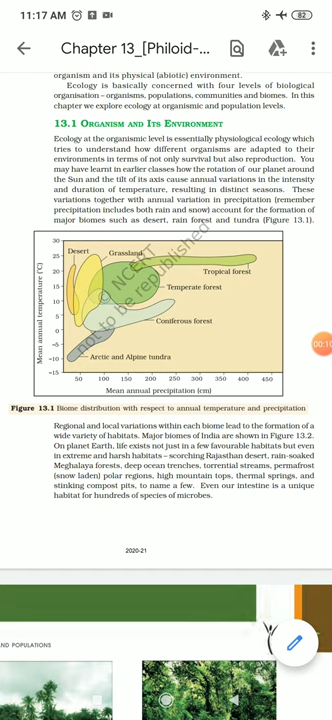 11:17 AM
82
Chapter 13_[Philoid-...
organism and its physical (abiotic) environment.
Ecology is basically concerned with four levels of biological
organisation – organisms, populations, communities and biomes. In this
chapter we explore ecology at organismic and population levels.
13.1 ORGANISM AND ITS ENVIRONMENT
Ecology at the organismic level is essentially physiological ecology which
tries to understand how different organisms are adapted to their
environments in terms of not only survival but also reproduction. You
may have learnt in earlier classes how the rotation of our planet around
the Sun and the tilt of its axis cause annual variations in the intensity
and duration of temperature, resulting in distinct seasons. These
variations together with annual variation in precipitation (remember
precipitation includes both rain and snow) account for the formation of
major biomes such as desert, rain forest and tundra (Figure 13.1).
Mean annual temperature (°C)
30
25
20
15
10
5
0
-5
-10
-15
Desert
Grassland
Tropical forest
Temperate forest
Coniferous forest
Arctic and Alpine tundra
© NCERT
not to be republished
50 100 150 200 250 300 350 400 450
Mean annual precipitation (cm)
00:10
Figure 13.1 Biome distribution with respect to annual temperature and precipitation
Regional and local variations within each biome lead to the formation of a
wide variety of habitats. Major biomes of India are shown in Figure 13.2.
On planet Earth, life exists not just in a few favourable habitats but even
in extreme and harsh habitats – scorching Rajasthan desert, rain-soaked
Meghalaya forests, deep ocean trenches, torrential streams, permafrost
(snow laden) polar regions, high mountain tops, thermal springs, and
stinking compost pits, to name a few. Even our intestine is a unique
habitat for hundreds of species of microbes.
2020-21
AND POPULATIONS